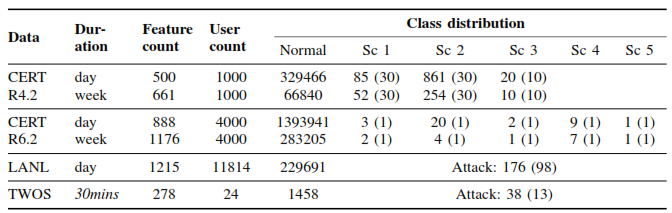 Data Dur- Feature User Class distribution
ation count count Normal Sc 1 Sc 2 Sc 3 Sc 4 Sc 5
CERT day 500 1000 329466 85 (30) 861 (30) 20 (10)
R4.2 week 661 1000 66840 52 (30) 254 (30) 10 (10)
CERT day 888 4000 1393941 3 (1) 20 (1) 2 (1) 9 (1) 1 (1)
R6.2 week 1176 4000 283205 2 (1) 4 (1) 1 (1) 7 (1) 1 (1)
LANL day 1215 11814 229691 Attack: 176 (98)
TWOS 30mins 278 24 1458 Attack: 38 (13)